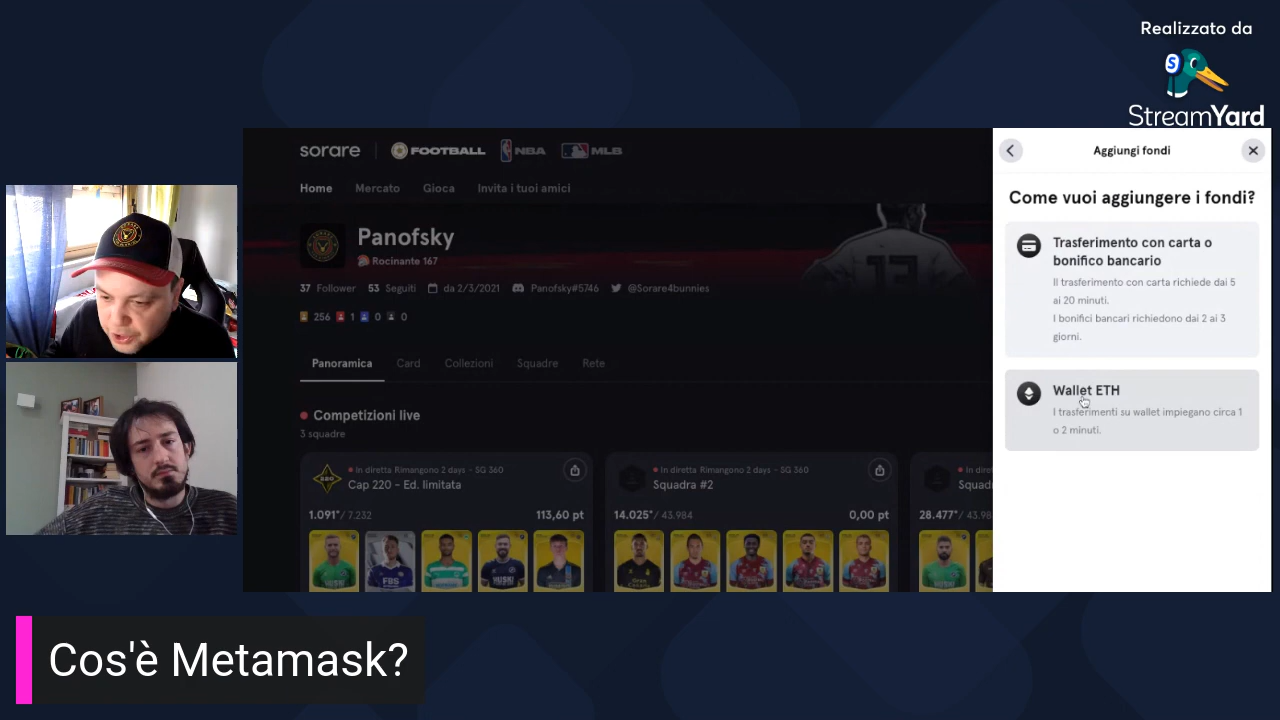 Realizzato da
StreamYard
sorare
FOOTBALL
NBA
MLB
Home
Mercato
Gioca
Invita i tuoi amici
Panofsky
Rocinante 167
37 Follower
53 Seguiti
da 2/3/2021
Panofsky#5746
@Sorare4bunnies
256
1
0
0
Panoramica
Card
Collezioni
Squadre
Rete
Competizioni live
3 squadre
In diretta Rimangono 2 days - SG 360
Cap 220 - Ed. limitata
1.091°/ 7.232
113,60 pt
In diretta Rimangono 2 days - SG 360
Squadra #2
14.025°/ 43.984
0,00 pt
In diretta Rimangono 2 days
28.477°/ 43.98
Aggiungi fondi
Come vuoi aggiungere i fondi?
Trasferimento con carta o
bonifico bancario
Il trasferimento con carta richiede dai 5
ai 20 minuti.
I bonifici bancari richiedono dai 2 ai 3
giorni.
Wallet ETH
I trasferimenti su wallet impiegano circa 1
o 2 minuti.
Cos'è Metamask?